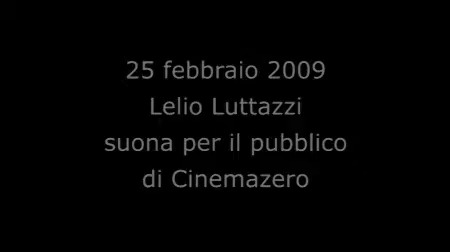 25 febbraio 2009
Lelio Luttazzi
suona per il pubblico
di Cinemazero